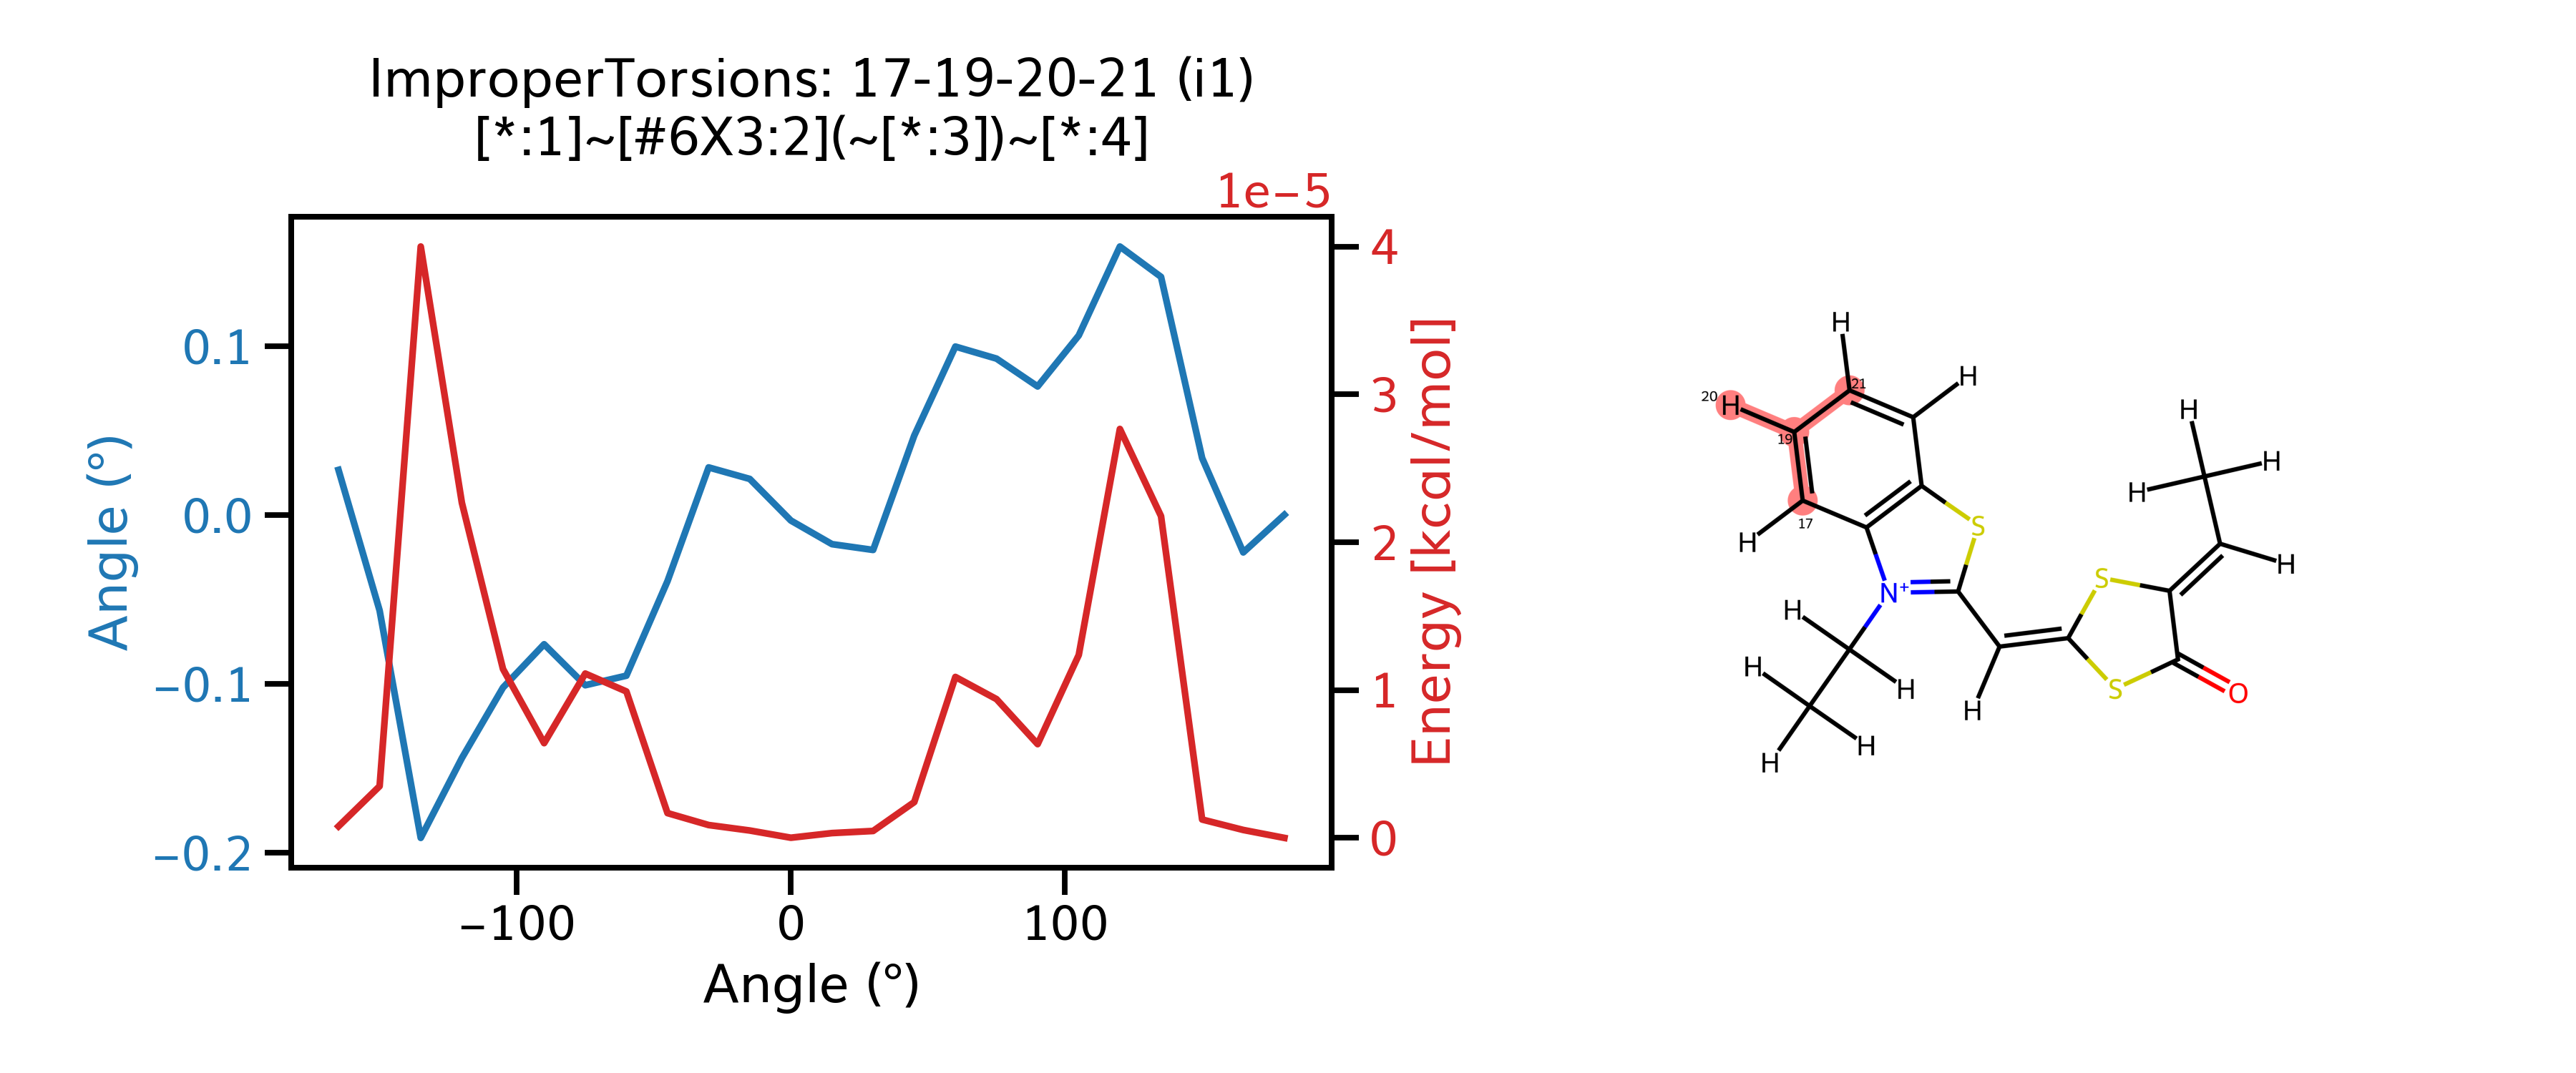 ImproperTorsions: 17-19-20-21 (i1)
[*:1]~[#6X3:2](~[*:3])~[*:4]
1e−5
4
3
2
1
0
Energy [kcal/mol]
0.1
0.0
−0.1
−0.2
Angle (°)
−100
0
100
Angle (°)
H
H
21
20
H
19
17
H
S
N+
H
H
H
H
H
H
S
S
O
H
H
H
H
H